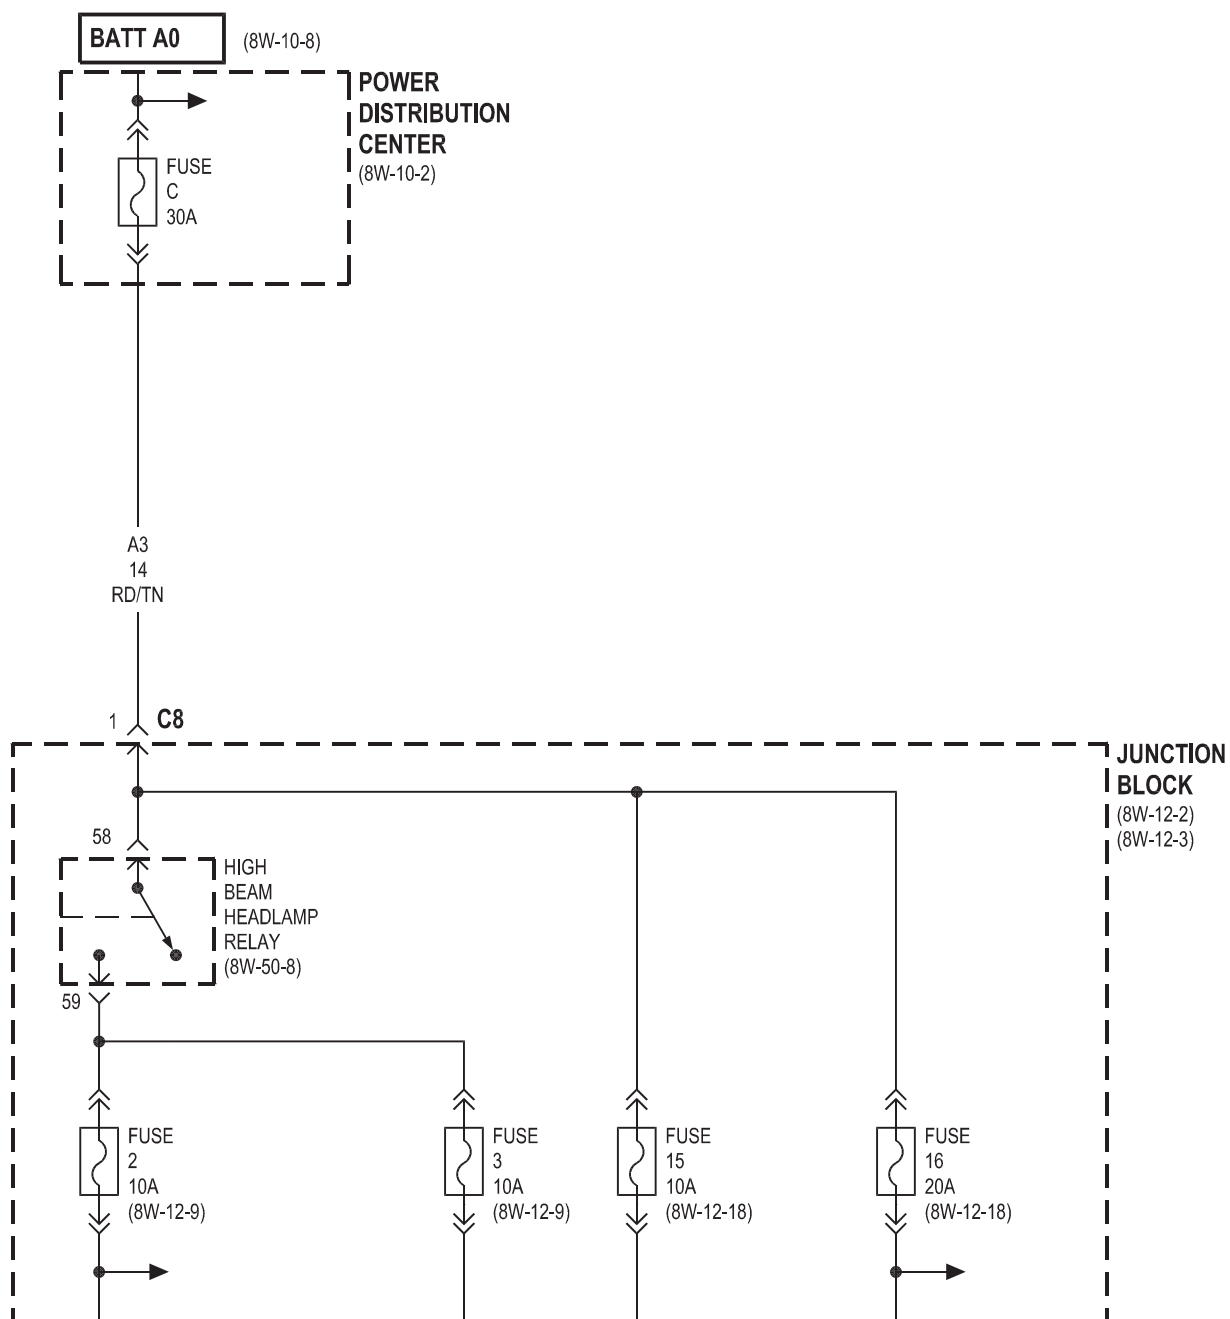 BATT A0
(8W-10-8)
POWER
DISTRIBUTION
CENTER
(8W-10-2)
FUSE
C
30A
A3
14
RD/TN
1
C8
JUNCTION
BLOCK
(8W-12-2)
(8W-12-3)
58
HIGH
BEAM
HEADLAMP
RELAY
(8W-50-8)
59
FUSE
2
10A
(8W-12-9)
FUSE
3
10A
(8W-12-9)
FUSE
15
10A
(8W-12-18)
FUSE
16
20A
(8W-12-18)